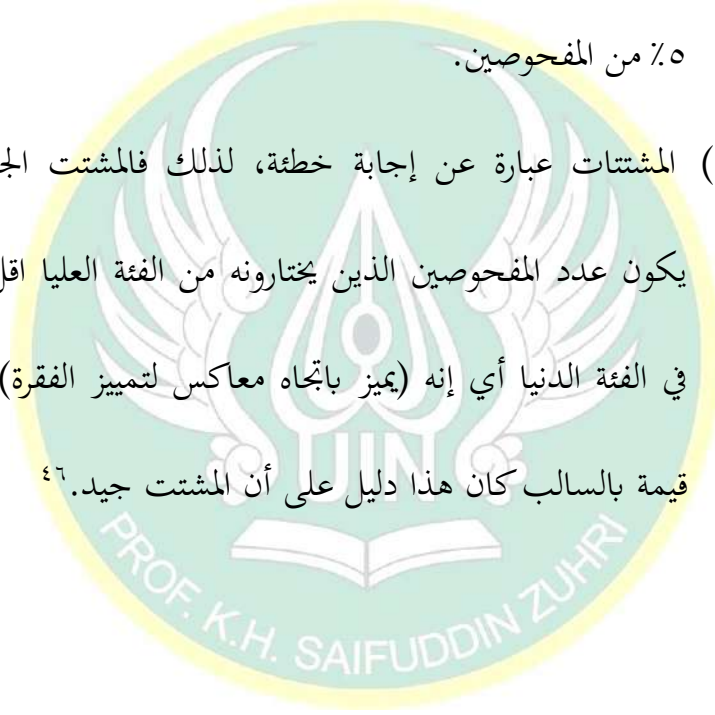 ٥٪ من المفحوصين.
) المشتتات عبارة عن إجابة خطئة، لذلك فالمشتت
يكون عدد المفحوصين الذين يختارونه من الفئة العليا اقل
في الفئة الدنيا أي إنه (يميز باتجاه معاكس لتمييز الفقرة)
قيمة بالسالب كان هذا دليل على أن المشتت جيد.٤٦
UIN
PROF. K.H. SAIFUDDIN ZUHRI